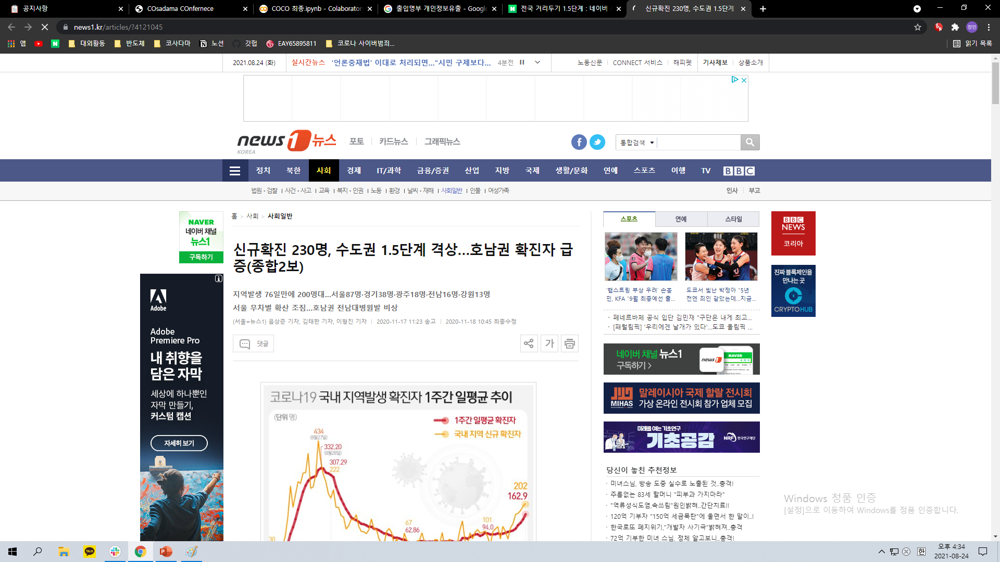 공지사항
COsadama COnfernece
COCO 최종.ipynb - Colaborator
출입명부 개인정보유출 - Google
전국 거리두기 1.5단계 : 네이버
신규확진 230명, 수도권 1.5단계
news1.kr/articles/?4121045
정민
앱
대외활동
반도체
코사다마
노션
깃헙
EAY65895811
코로나 사이버범죄...
읽기 목록
2021.08.24 (화)
실시간뉴스
'언론중재법' 이대로 처리되면..."시민 구제보다...
4분전
노동신문
CONNECT 서비스
해피펫
기사제보
상품소개
news1뉴스
KOREA
포토
카드뉴스
그래픽뉴스
통합검색
정치
북한
사회
경제
IT/과학
금융/증권
산업
지방
국제
생활/문화
연예
스포츠
여행
TV
BBC
법원·검찰
사건·사고
교육
복지·인권
노동
환경
날씨·재해
사회일반
인물
여성가족
인사
부고
NAVER
네이버 채널
뉴스1
구독하기
Adobe
Adobe
Premiere Pro
내 취향을
담은 자막
세상에 하나뿐인
자막 만들기,
커스텀 캡션
자세히 보기
홈 > 사회 > 사회일반
신규확진 230명, 수도권 1.5단계 격상…호남권 확진자 급
증(종합2보)
지역발생 76일만에 200명대…서울87명·경기38명·광주18명·전남16명·강원13명
서울 무차별 확산 조짐…호남권 전남대병원발 비상
(서울=뉴스1) 음상준 기자, 김태환 기자, 이형진 기자 | 2020-11-17 11:23 송고 | 2020-11-18 10:45 최종수정
댓글
가
코로나19 국내 지역발생 확진자 1주간 일평균 추이
(단위 명)
1주간 일평균 확진자
국내 지역 신규 확진자
434
(8월27일)
332.20
(8월28일)
307.29
222
202
162.9
67
62.86
101
94.0
30
스포츠
연예
스타일
'햄스트링 부상 우려' 손흥
민, KFA "9월 최종예선 출...
도쿄서 빛난 박정아 "5년
전엔 죄인 같았는데...지금...
페네르바체 공식 입단 김민재 "구단은 내게 최고...
[패럴림픽] '우리에겐 날개가 있다'...도쿄 올림픽 ...
네이버 채널 뉴스1
구독하기 >
news1
NAVER
MIHAS
말레이시아 국제 할랄 전시회
가상 온라인 전시회 참가 업체 모집
미래를 여는 기초연구
기초공감
NRF 한국연구재단
당신이 놓친 추천정보
미녀스님, 방송 도중 실수로 노출된 것..충격!
주름없는 83세 할머니 "피부과 가지마라"
"역류성식도염,속쓰림"원인밝혀..간단치료!!
120억 기부자 "150억 세금폭탄"에 울면서 한 말이..!
한국로또 폐지위기,"개발자 사기극"밝혀져..충격
72억 기부한 미녀 스님, 정체 알고보니..충격!
BBC
NEWS
코리아
진짜 블록체인을
만나는 곳
CRYPTOHUB
Windows 정품 인증
[설정]으로 이동하여 Windows를 정품 인증합니다.
TALK
한
오후 4:34
2021-08-24